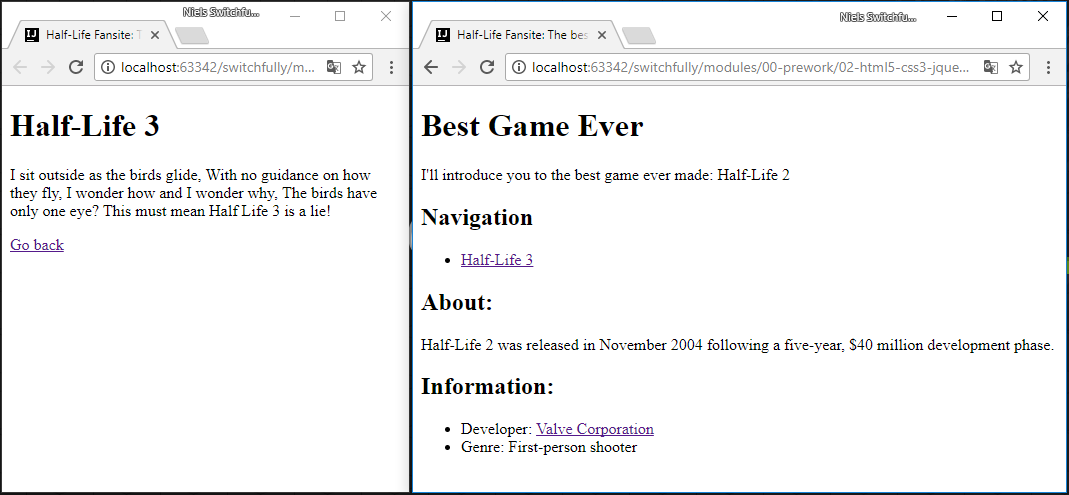 Niels Switchfu...
Half-Life Fansite: T
localhost:63342/switchfully/m...
Half-Life 3
I sit outside as the birds glide, With no guidance on how
they fly, I wonder how and I wonder why, The birds have
only one eye? This must mean Half Life 3 is a lie!
Go back
Niels Switchfu...
Half-Life Fansite: The bes
localhost:63342/switchfully/modules/00-prework/02-html5-css3-jque...
Best Game Ever
I'll introduce you to the best game ever made: Half-Life 2
Navigation
Half-Life 3
About:
Half-Life 2 was released in November 2004 following a five-year, $40 million development phase.
Information:
Developer: Valve Corporation
Genre: First-person shooter